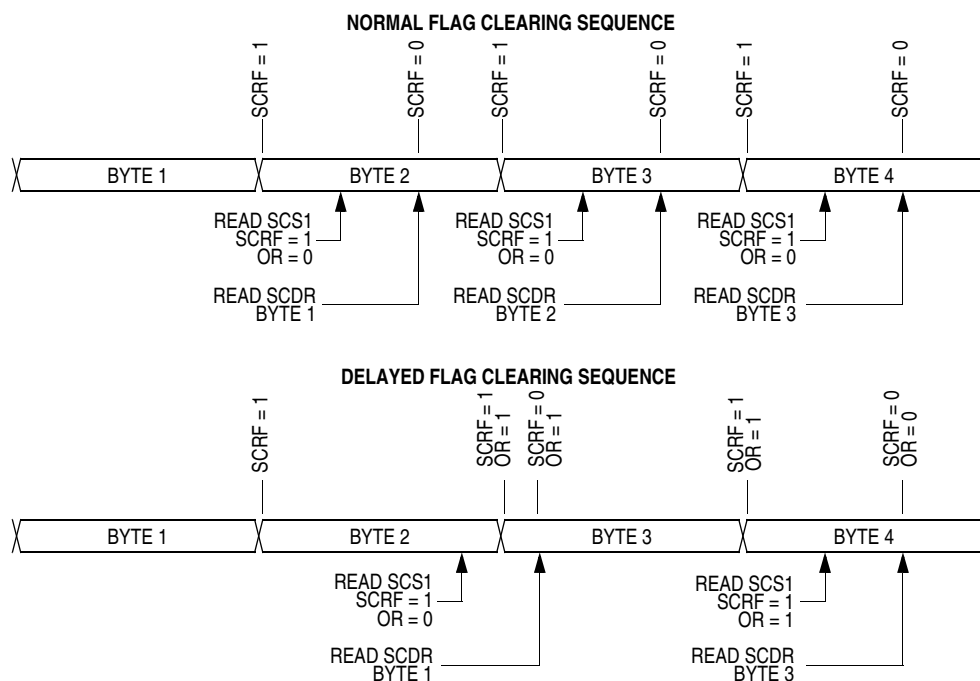 NORMAL FLAG CLEARING SEQUENCE
SCRF = 1
SCRF = 0
SCRF = 1
SCRF = 0
SCRF = 1
SCRF = 0
BYTE 1
BYTE 2
BYTE 3
BYTE 4
READ SCS1
SCRF = 1
OR = 0
READ SCS1
SCRF = 1
OR = 0
READ SCS1
SCRF = 1
OR = 0
READ SCDR
BYTE 1
READ SCDR
BYTE 2
READ SCDR
BYTE 3
DELAYED FLAG CLEARING SEQUENCE
SCRF = 1
SCRF = 1
OR = 1
SCRF = 0
OR = 1
SCRF = 1
OR = 1
SCRF = 0
OR = 0
BYTE 1
BYTE 2
BYTE 3
BYTE 4
READ SCS1
SCRF = 1
OR = 0
READ SCS1
SCRF = 1
OR = 1
READ SCDR
BYTE 1
READ SCDR
BYTE 3